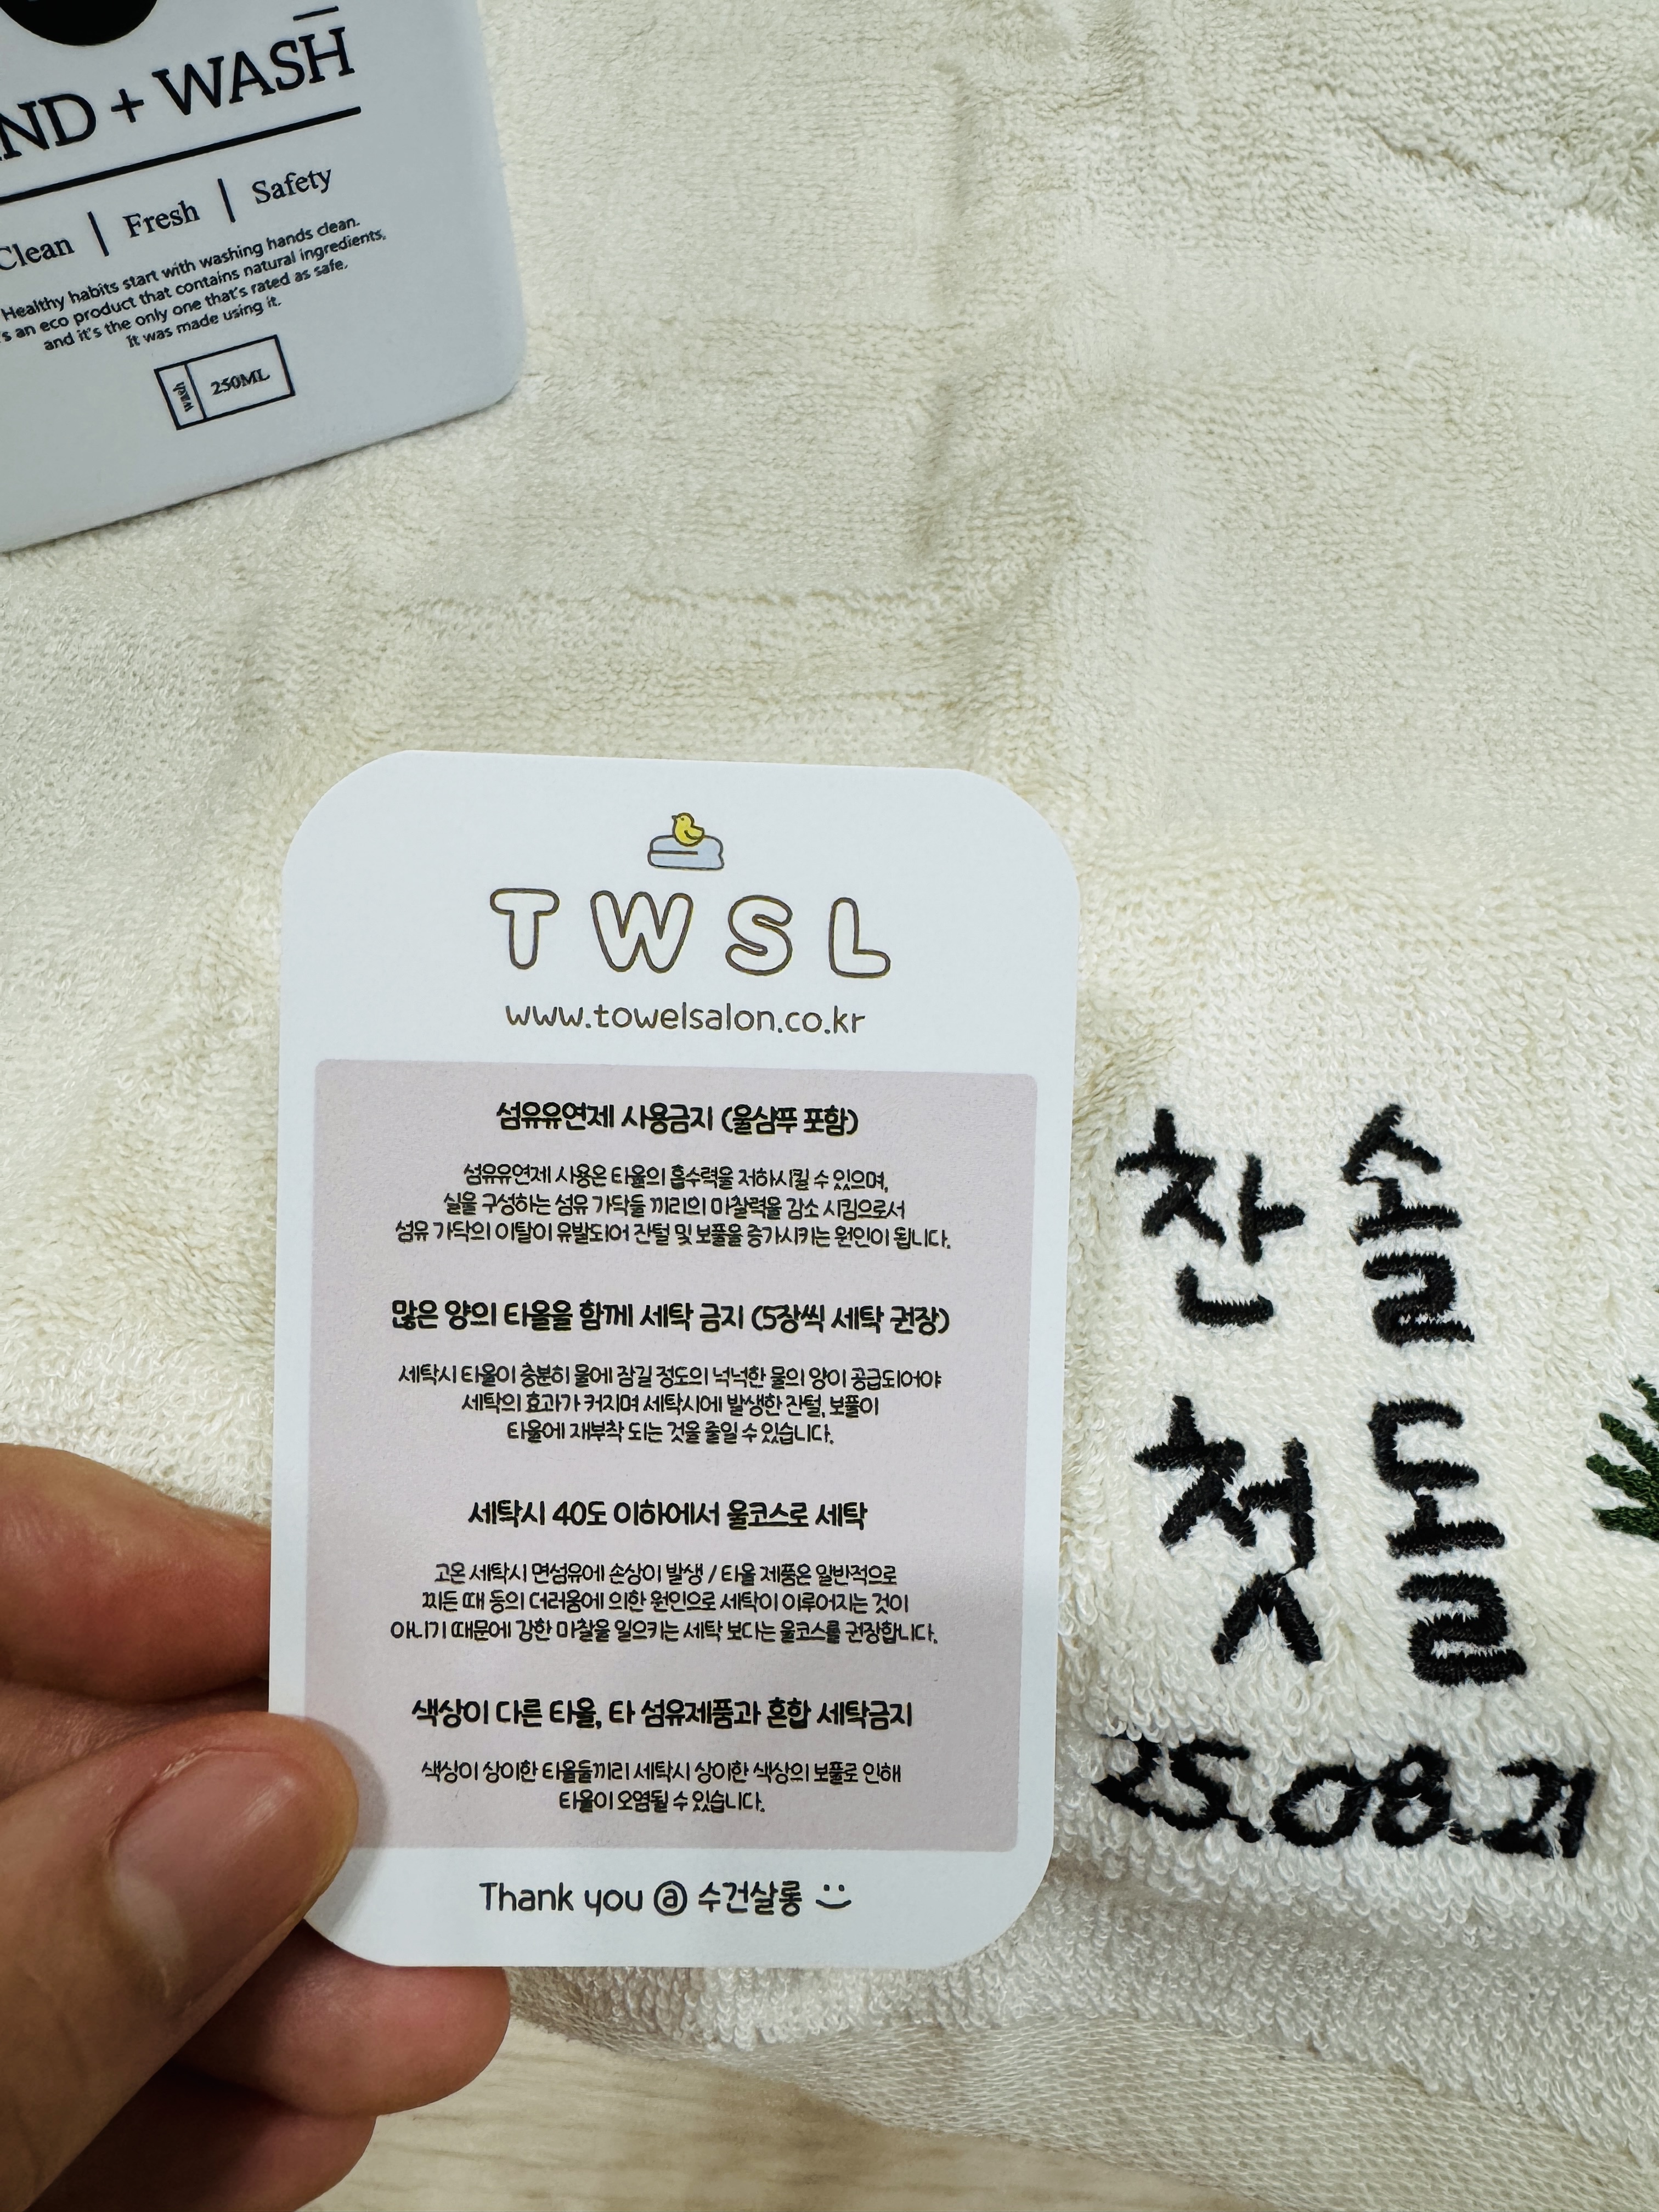 + WASH
Clean | Fresh | Safety
Healthy habits start with washing hands clean.
's an eco product that contains natural ingredients,
and it's the only one that's rated as safe.
It was made using it.
wash 250ML
TWSL
www.towelsalon.co.kr
섬유유연제 사용금지 (울샴푸 포함)
섬유유연제 사용은 타올의 흡수력을 저하시킬 수 있으며,
실을 구성하는 섬유 가닥들 끼리의 마찰력을 감소 시킴으로서
섬유 가닥의 이탈이 유발되어 잔털 및 보풀을 증가시키는 원인이 됩니다.
많은 양의 타올을 함께 세탁 금지 (5장씩 세탁 권장)
세탁시 타올이 충분히 물에 잠길 정도의 넉넉한 물의 양이 공급되어야
세탁의 효과가 커지며 세탁시에 발생한 잔털, 보풀이
타올에 재부착 되는 것을 줄일 수 있습니다.
세탁시 40도 이하에서 울코스로 세탁
고온 세탁시 면섬유에 손상이 발생 / 타올 제품은 일반적으로
찌든 때 등의 더러움에 의한 원인으로 세탁이 이루어지는 것이
아니기 때문에 강한 마찰을 일으키는 세탁 보다는 울코스를 권장합니다.
색상이 다른 타올, 타 섬유제품과 혼합 세탁금지
색상이 상이한 타올들끼리 세탁시 상이한 색상의 보풀로 인해
타올이 오염될 수 있습니다.
Thank you @ 수건살롱
찬솔
첫돌
25.08.21